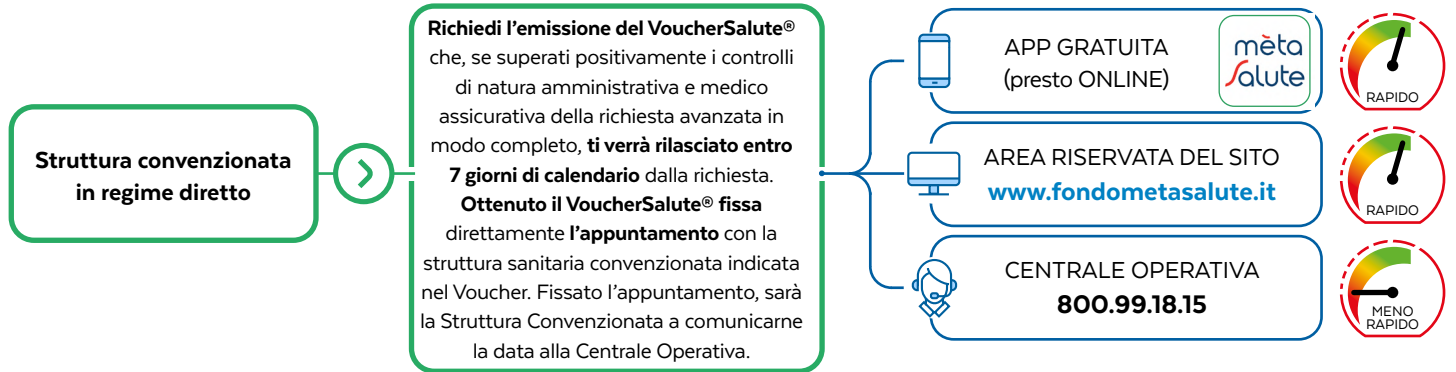 Struttura convenzionata
in regime diretto
Richiedi l’emissione del VoucherSalute®
che, se superati positivamente i controlli
di natura amministrativa e medico
assicurativa della richiesta avanzata in
modo completo, ti verrà rilasciato entro
7 giorni di calendario dalla richiesta.
Ottenuto il VoucherSalute® fissa
direttamente l’appuntamento con la
struttura sanitaria convenzionata indicata
nel Voucher. Fissato l’appuntamento, sarà
la Struttura Convenzionata a comunicarne
la data alla Centrale Operativa.
APP GRATUITA
(presto ONLINE)
mèta
Salute
RAPIDO
AREA RISERVATA DEL SITO
www.fondometasalute.it
RAPIDO
CENTRALE OPERATIVA
800.99.18.15
MENO
RAPIDO